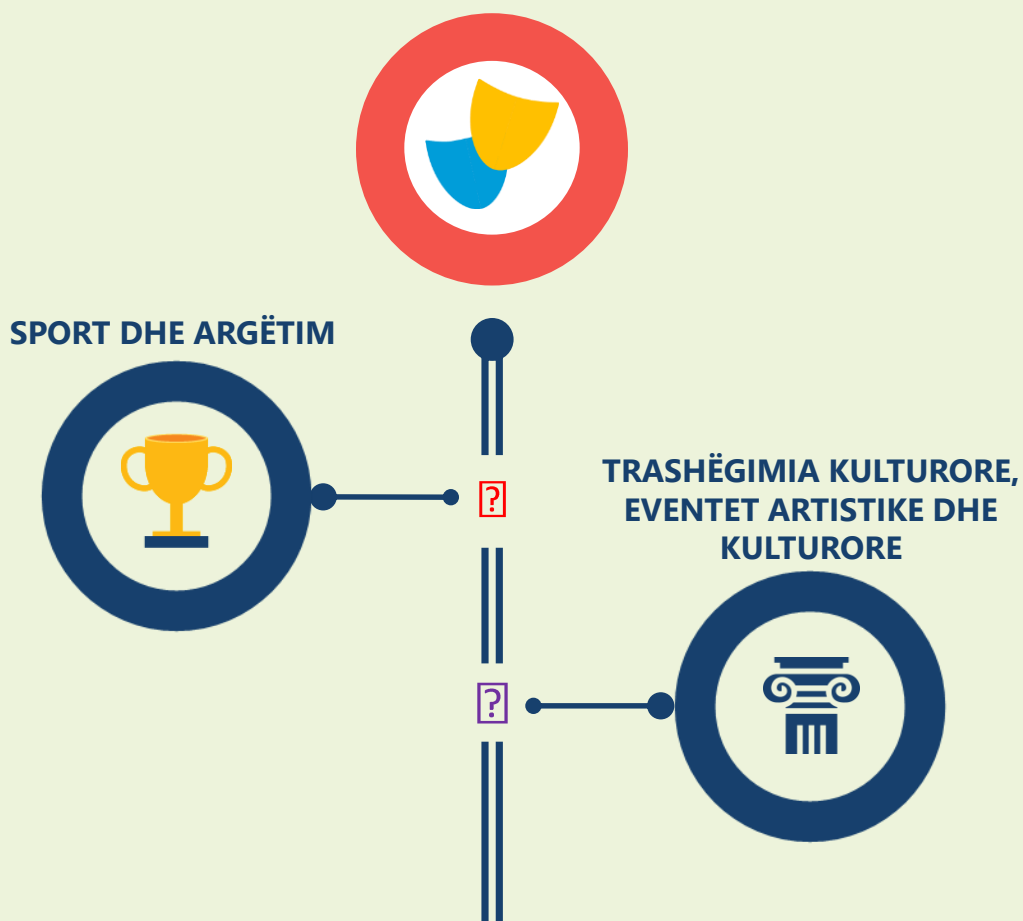 SPORT DHE ARGËTIM
TRASHËGIMIA KULTURORE,
EVENTET ARTISTIKE DHE
KULTURORE